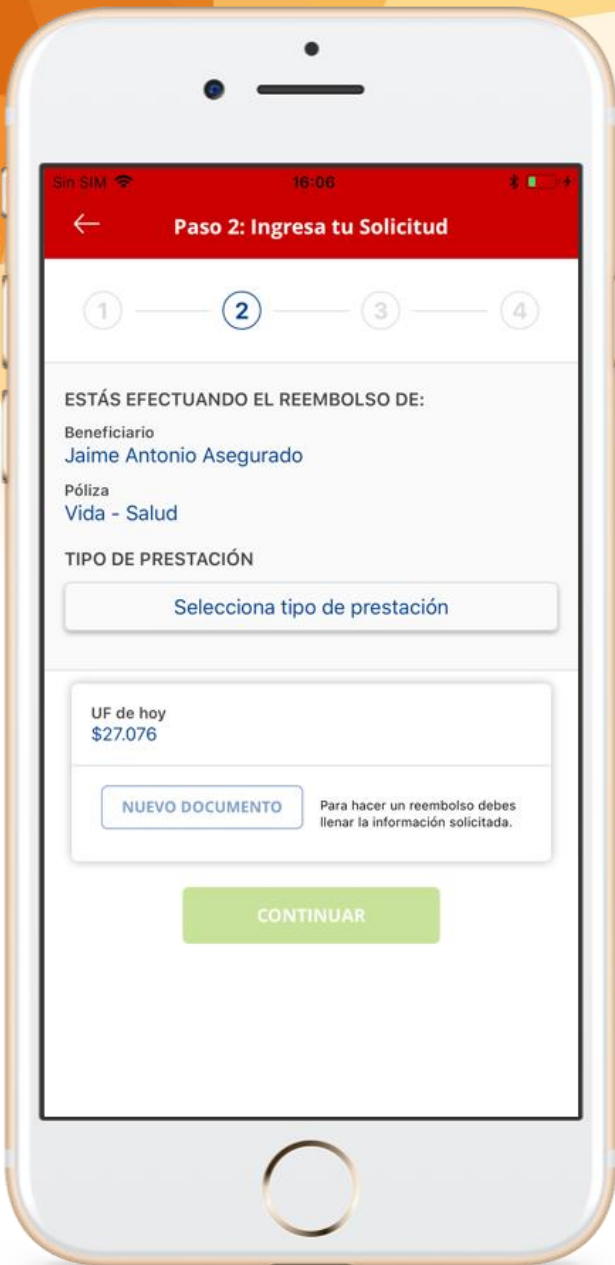 Sin SIM 16:06
Paso 2: Ingresa tu Solicitud
1 2 3 4
ESTÁS EFECTUANDO EL REEMBOLSO DE:
Beneficiario
Jaime Antonio Asegurado
Póliza
Vida - Salud
TIPO DE PRESTACIÓN
Selecciona tipo de prestación
UF de hoy
$27.076
NUEVO DOCUMENTO
Para hacer un reembolso debes
llenar la información solicitada.
CONTINUAR